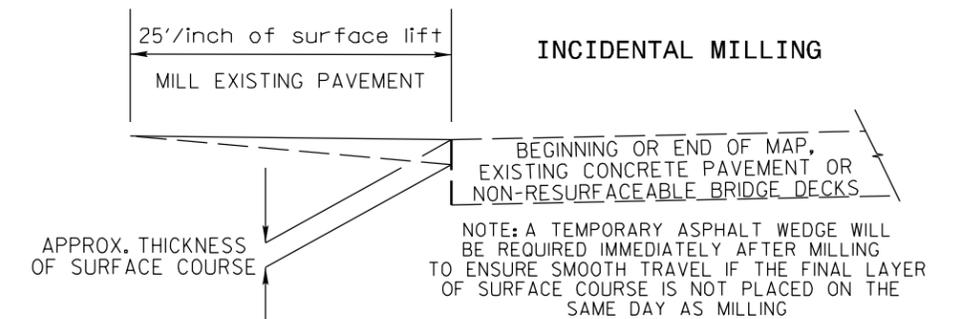 25'/inch of surface lift
MILL EXISTING PAVEMENT
INCIDENTAL MILLING
BEGINNING OR END OF MAP,
EXISTING CONCRETE PAVEMENT OR
NON-RESURFACEABLE BRIDGE DECKS
APPROX. THICKNESS
OF SURFACE COURSE
NOTE: A TEMPORARY ASPHALT WEDGE WILL
BE REQUIRED IMMEDIATELY AFTER MILLING
TO ENSURE SMOOTH TRAVEL IF THE FINAL LAYER
OF SURFACE COURSE IS NOT PLACED ON THE
SAME DAY AS MILLING